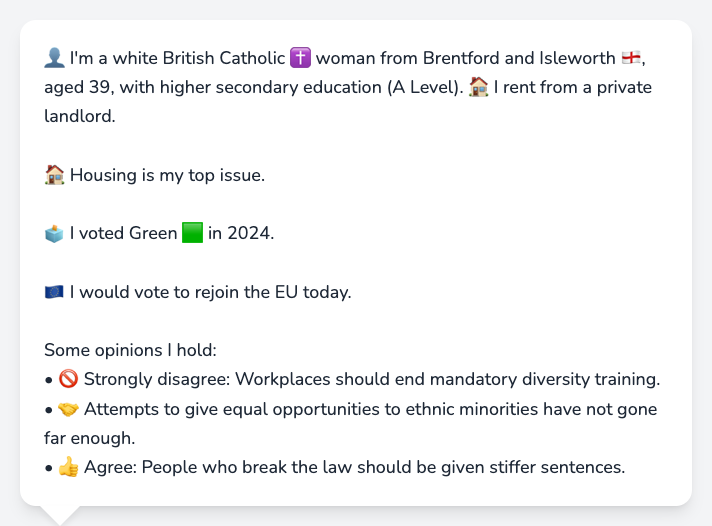 👤 I'm a white British Catholic ✝️ woman from Brentford and Isleworth 🏴󠁧󠁢󠁥󠁮󠁧󠁿,
aged 39, with higher secondary education (A Level). 🏠 I rent from a private
landlord.
🏠 Housing is my top issue.
🗳️ I voted Green 🟩 in 2024.
🇪🇺 I would vote to rejoin the EU today.
Some opinions I hold:
• 🚫 Strongly disagree: Workplaces should end mandatory diversity training.
• 🤝 Attempts to give equal opportunities to ethnic minorities have not gone
far enough.
• 👍 Agree: People who break the law should be given stiffer sentences.